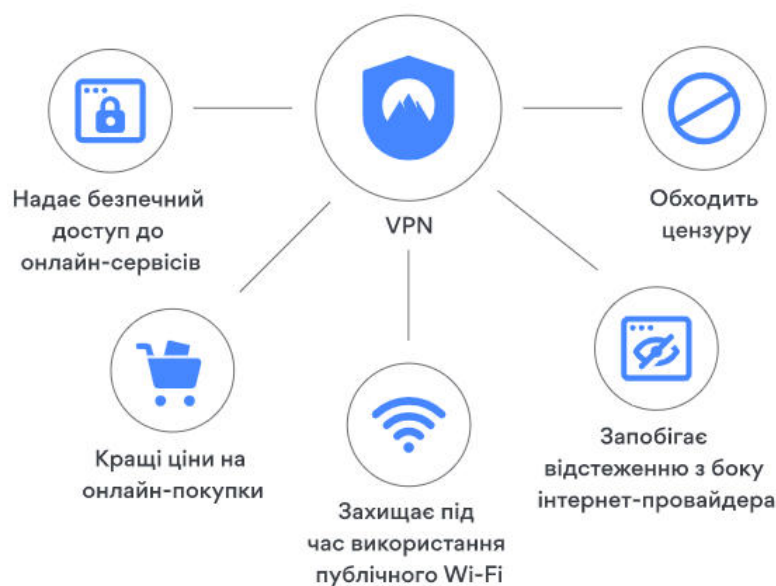 VPN
Надає безпечний
доступ до
онлайн-сервісів
Обходить
цензуру
Кращі ціни на
онлайн-покупки
Захищає під
час використання
публічного Wi-Fi
Запобігає
відстеженню з боку
інтернет-провайдера